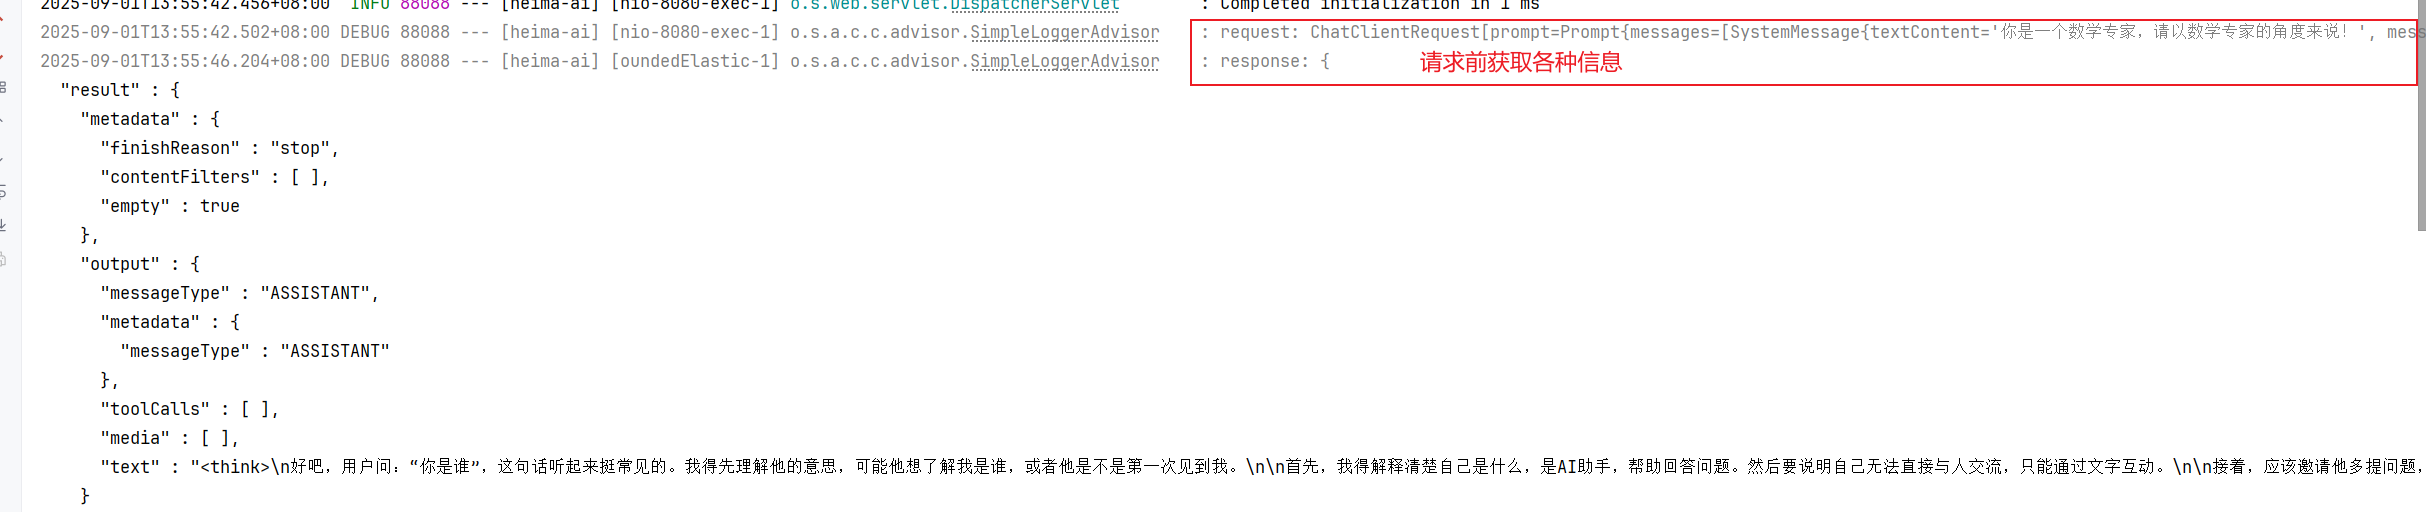 2025-09-01T13:55:42.456+08:00  INFO 88088 --- [heima-ai] [nio-8080-exec-1] o.s.web.servlet.DispatcherServlet        : Completed initialization in 1 ms
2025-09-01T13:55:42.502+08:00 DEBUG 88088 --- [heima-ai] [nio-8080-exec-1] o.s.a.c.c.advisor.SimpleLoggerAdvisor    : request: ChatClientRequest[prompt=Prompt{messages=[SystemMessage{textContent='你是一个数学专家，请以数学专家的角度来说！', mess
2025-09-01T13:55:46.204+08:00 DEBUG 88088 --- [heima-ai] [oundedElastic-1] o.s.a.c.c.advisor.SimpleLoggerAdvisor    : response: {
请求前获取各种信息
  "result" : {
    "metadata" : {
      "finishReason" : "stop",
      "contentFilters" : [ ],
      "empty" : true
    },
    "output" : {
      "messageType" : "ASSISTANT",
      "metadata" : {
        "messageType" : "ASSISTANT"
      },
      "toolCalls" : [ ],
      "media" : [ ],
      "text" : "<think>\n好吧，用户问：“你是谁”，这句话听起来挺常见的。我得先理解他的意思，可能他想了解我是谁，或者他是不是第一次见到我。\n\n首先，我得解释清楚自己是什么，是AI助手，帮助回答问题。然后要说明自己无法直接与人交流，只能通过文字互动。\n\n接着，应该邀请他多提问题，
    }